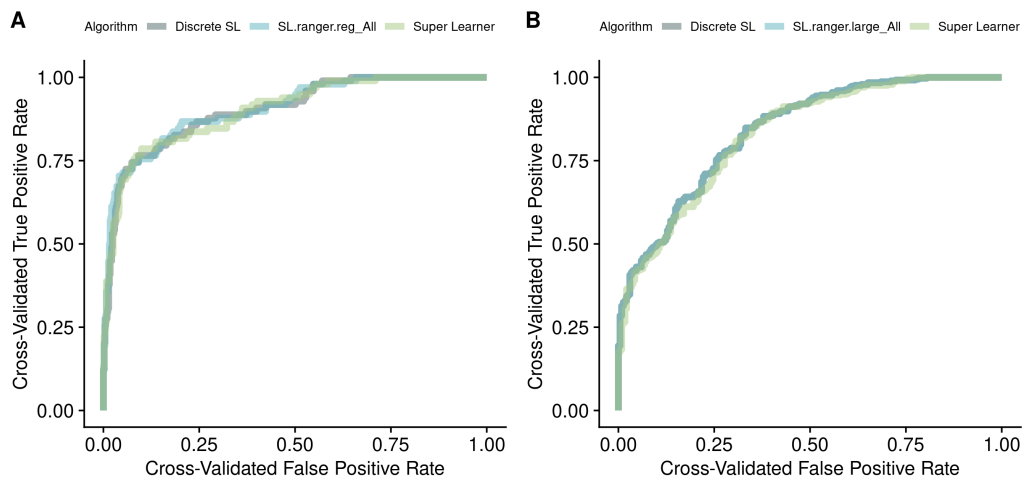 A
Algorithm Discrete SL SL.ranger.reg_All Super Learner
Cross-Validated True Positive Rate
1.00
0.75
0.50
0.25
0.00
0.00 0.25 0.50 0.75 1.00
Cross-Validated False Positive Rate
B
Algorithm Discrete SL SL.ranger.large_All Super Learner
Cross-Validated True Positive Rate
1.00
0.75
0.50
0.25
0.00
0.00 0.25 0.50 0.75 1.00
Cross-Validated False Positive Rate